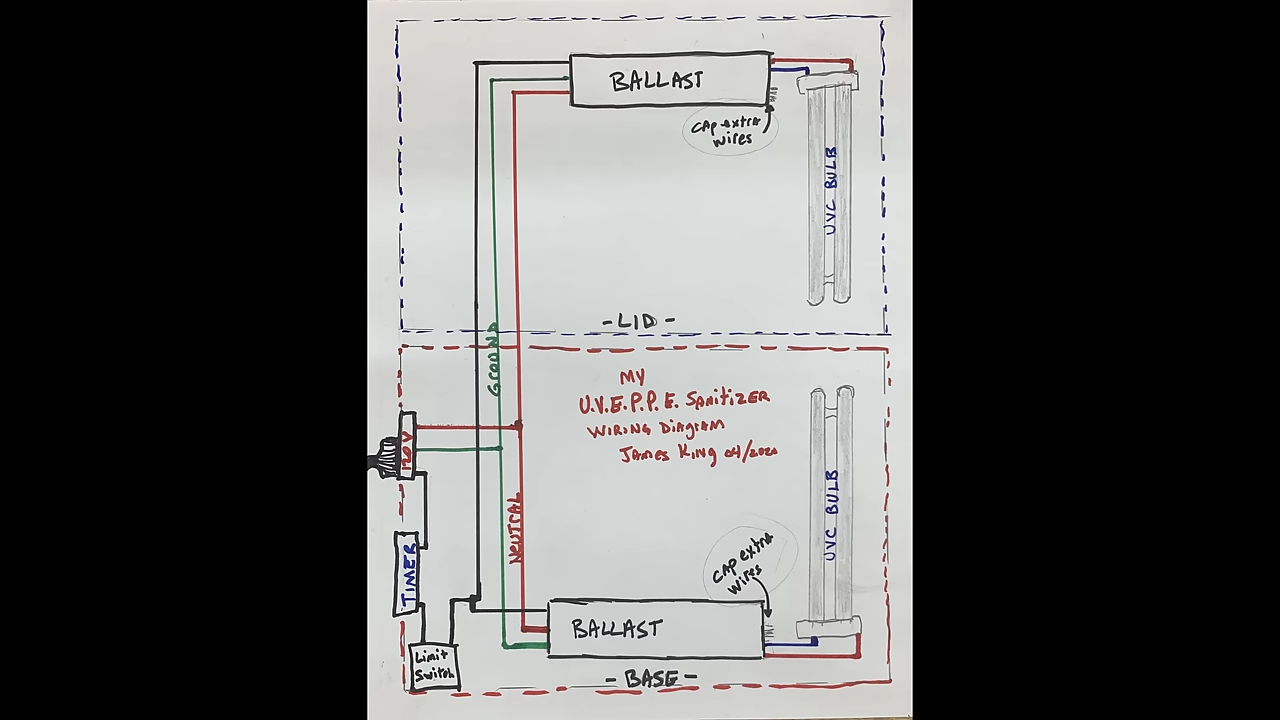 BALLAST
CAP extra
wires
UVC BULB
-LID-
GROUND
MY
U.V.E.P.P.E. Sanitizer
WIRING DIAGRAM
JAMES KING 04/2020
120V
NEUTRAL
UVC BULB
CAP extra
wires
TIMER
BALLAST
Limit
Switch
-BASE-